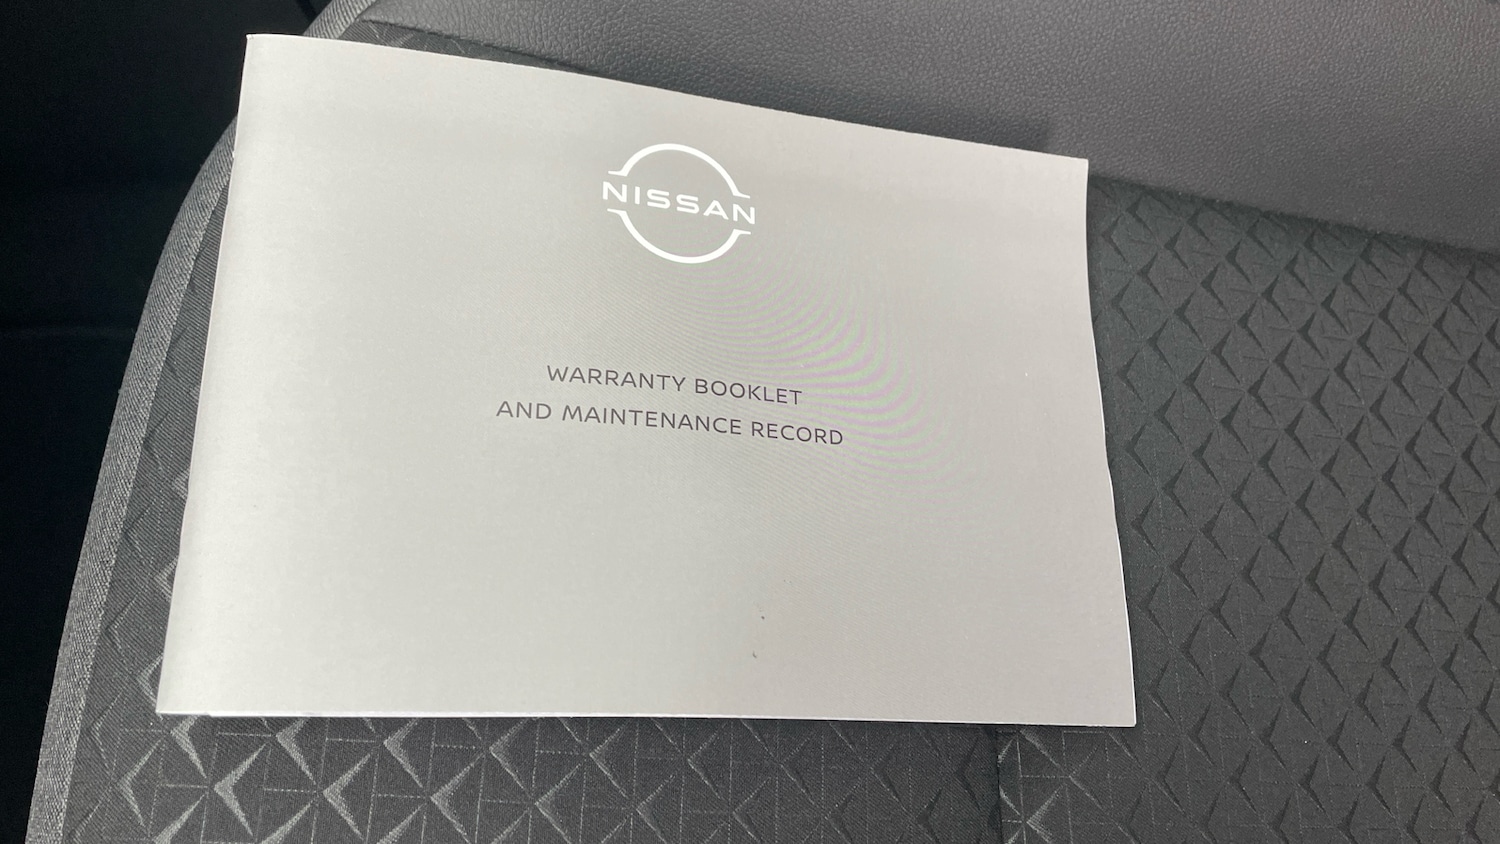 NISSAN
WARRANTY BOOKLET
AND MAINTENANCE RECORD